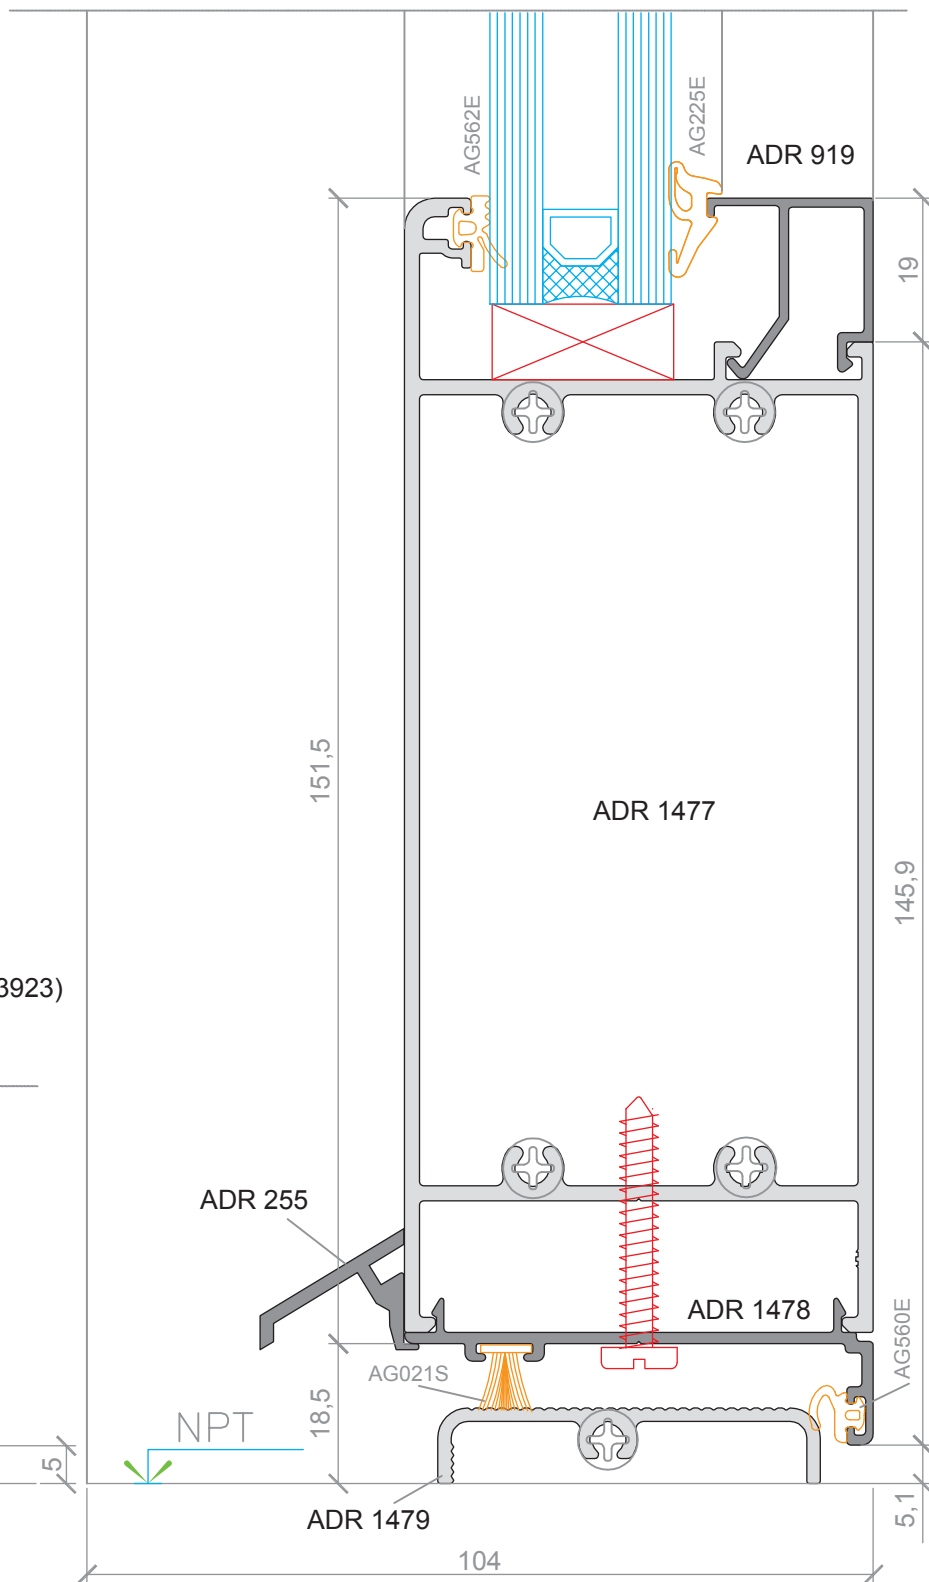 AG562E
AG225E
ADR 919
19
151,5
ADR 1477
145,9
3923)
ADR 255
ADR 1478
AG560E
AG021S
18,5
NPT
5
ADR 1479
5,1
104